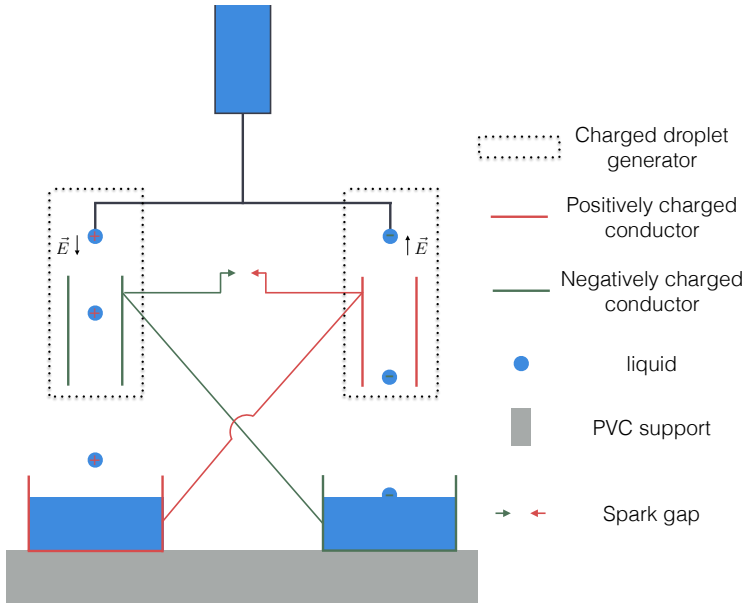 Charged droplet
generator
Positively charged
conductor
Negatively charged
conductor
liquid
PVC support
Spark gap
+
−
E⃗
E⃗
+
−
+
−